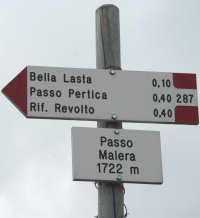 Bella Lasta 0,10
Passo Pertica 0,40 287
Rif. Revolto 0,40
Passo
Malera
1722 m